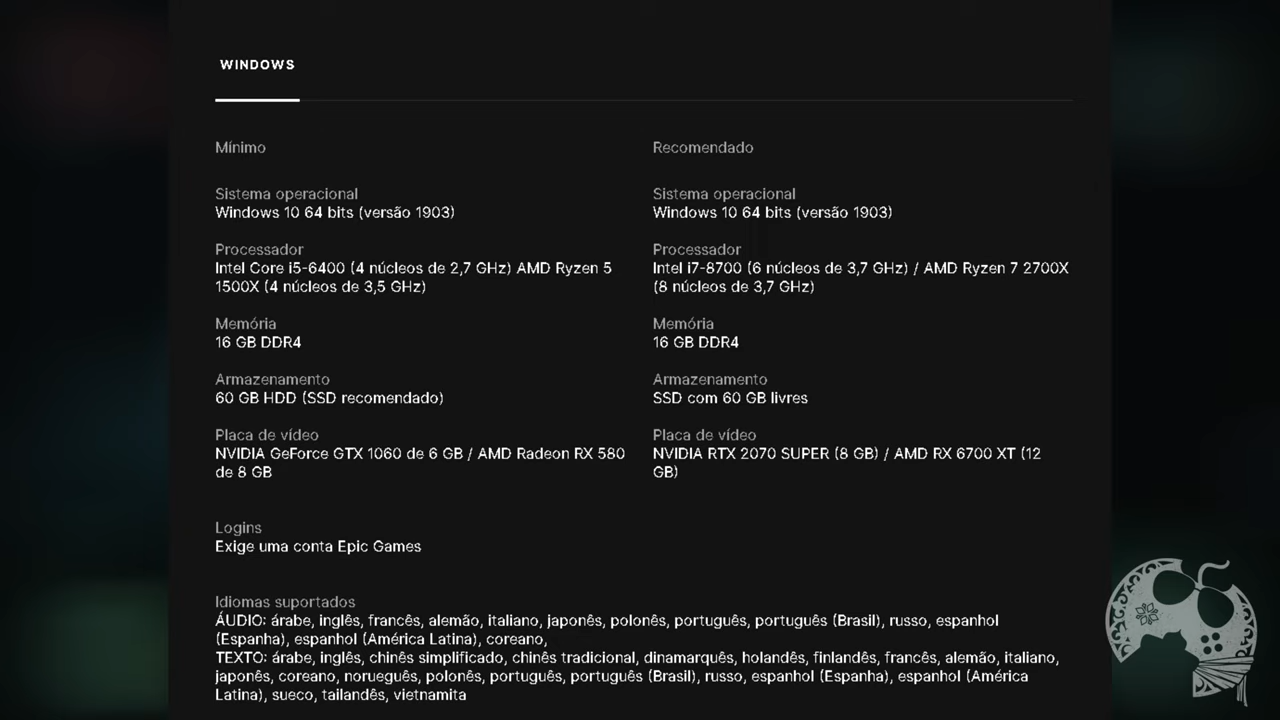 WINDOWS
Mínimo
Sistema operacional
Windows 10 64 bits (versão 1903)
Processador
Intel Core i5-6400 (4 núcleos de 2,7 GHz) AMD Ryzen 5
1500X (4 núcleos de 3,5 GHz)
Memória
16 GB DDR4
Armazenamento
60 GB HDD (SSD recomendado)
Placa de vídeo
NVIDIA GeForce GTX 1060 de 6 GB / AMD Radeon RX 580
de 8 GB
Recomendado
Sistema operacional
Windows 10 64 bits (versão 1903)
Processador
Intel i7-8700 (6 núcleos de 3,7 GHz) / AMD Ryzen 7 2700X
(8 núcleos de 3,7 GHz)
Memória
16 GB DDR4
Armazenamento
SSD com 60 GB livres
Placa de vídeo
NVIDIA RTX 2070 SUPER (8 GB) / AMD RX 6700 XT (12
GB)
Logins
Exige uma conta Epic Games
Idiomas suportados
ÁUDIO: árabe, inglês, francês, alemão, italiano, japonês, polonês, português, português (Brasil), russo, espanhol
(Espanha), espanhol (América Latina), coreano,
TEXTO: árabe, inglês, chinês simplificado, chinês tradicional, dinamarquês, holandês, finlandês, francês, alemão, italiano,
japonês, coreano, norueguês, polonês, português, português (Brasil), russo, espanhol (Espanha), espanhol (América
Latina), sueco, tailandês, vietnamita